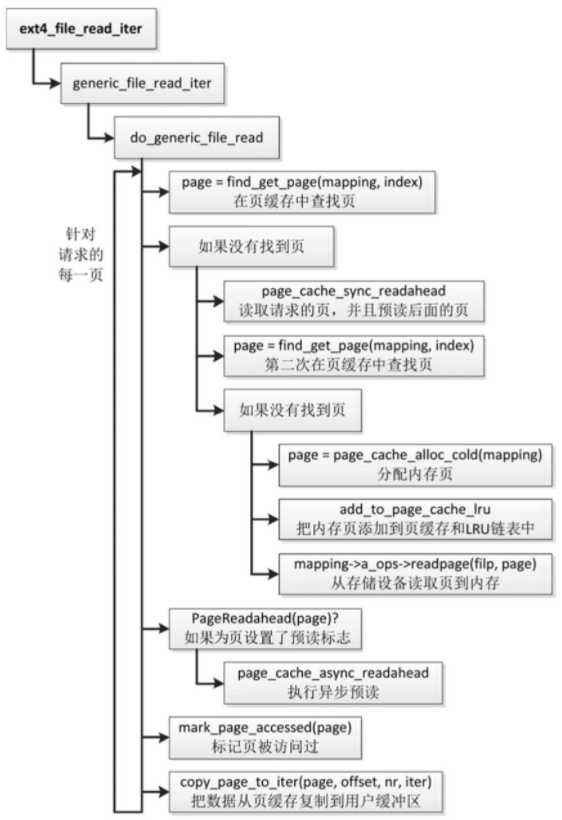 ext4_file_read_iter
generic_file_read_iter
do_generic_file_read
针对
请求的
每一页
page = find_get_page(mapping, index)
在页缓存中查找页
如果没有找到页
page_cache_sync_readahead
读取请求的页，并且预读后面的页
page = find_get_page(mapping, index)
第二次在页缓存中查找页
如果没有找到页
page = page_cache_alloc_cold(mapping)
分配内存页
add_to_page_cache_lru
把内存页添加到页缓存和LRU链表中
mapping->a_ops->readpage(filp, page)
从存储设备读取页到内存
PageReadahead(page)?
如果为页设置了预读标志
page_cache_async_readahead
执行异步预读
mark_page_accessed(page)
标记页被访问过
copy_page_to_iter(page, offset, nr, iter)
把数据从页缓存复制到用户缓冲区